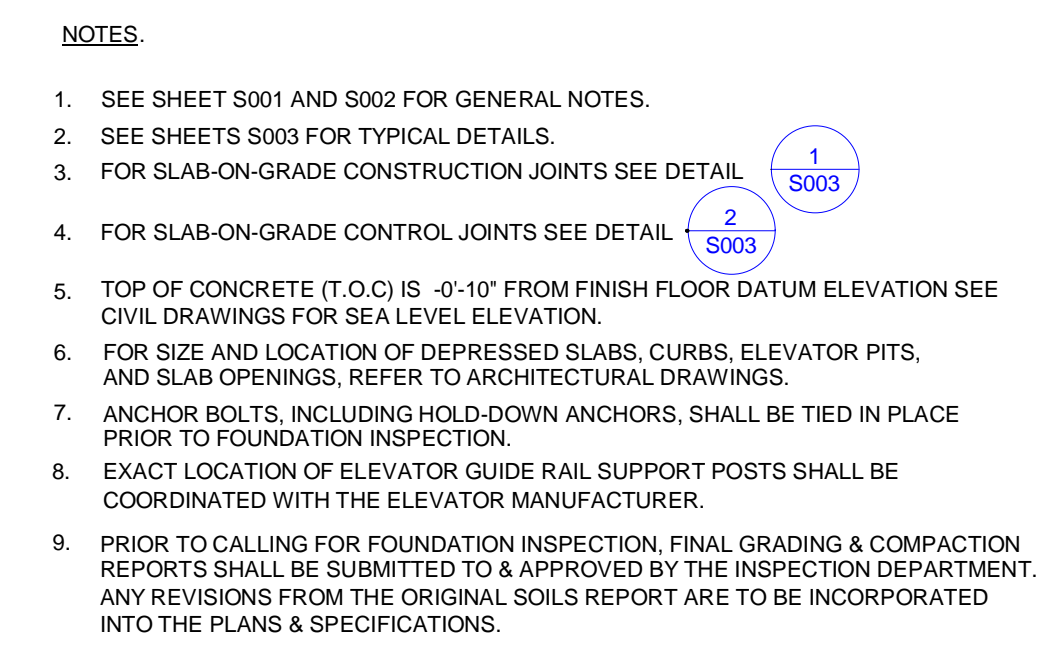 NOTES.
1. SEE SHEET S001 AND S002 FOR GENERAL NOTES.
2. SEE SHEETS S003 FOR TYPICAL DETAILS.
3. FOR SLAB-ON-GRADE CONSTRUCTION JOINTS SEE DETAIL
1
S003
4. FOR SLAB-ON-GRADE CONTROL JOINTS SEE DETAIL
2
S003
5. TOP OF CONCRETE (T.O.C) IS -0'-10" FROM FINISH FLOOR DATUM ELEVATION SEE
CIVIL DRAWINGS FOR SEA LEVEL ELEVATION.
6. FOR SIZE AND LOCATION OF DEPRESSED SLABS, CURBS, ELEVATOR PITS,
AND SLAB OPENINGS, REFER TO ARCHITECTURAL DRAWINGS.
7. ANCHOR BOLTS, INCLUDING HOLD-DOWN ANCHORS, SHALL BE TIED IN PLACE
PRIOR TO FOUNDATION INSPECTION.
8. EXACT LOCATION OF ELEVATOR GUIDE RAIL SUPPORT POSTS SHALL BE
COORDINATED WITH THE ELEVATOR MANUFACTURER.
9. PRIOR TO CALLING FOR FOUNDATION INSPECTION, FINAL GRADING & COMPACTION
REPORTS SHALL BE SUBMITTED TO & APPROVED BY THE INSPECTION DEPARTMENT.
ANY REVISIONS FROM THE ORIGINAL SOILS REPORT ARE TO BE INCORPORATED
INTO THE PLANS & SPECIFICATIONS.